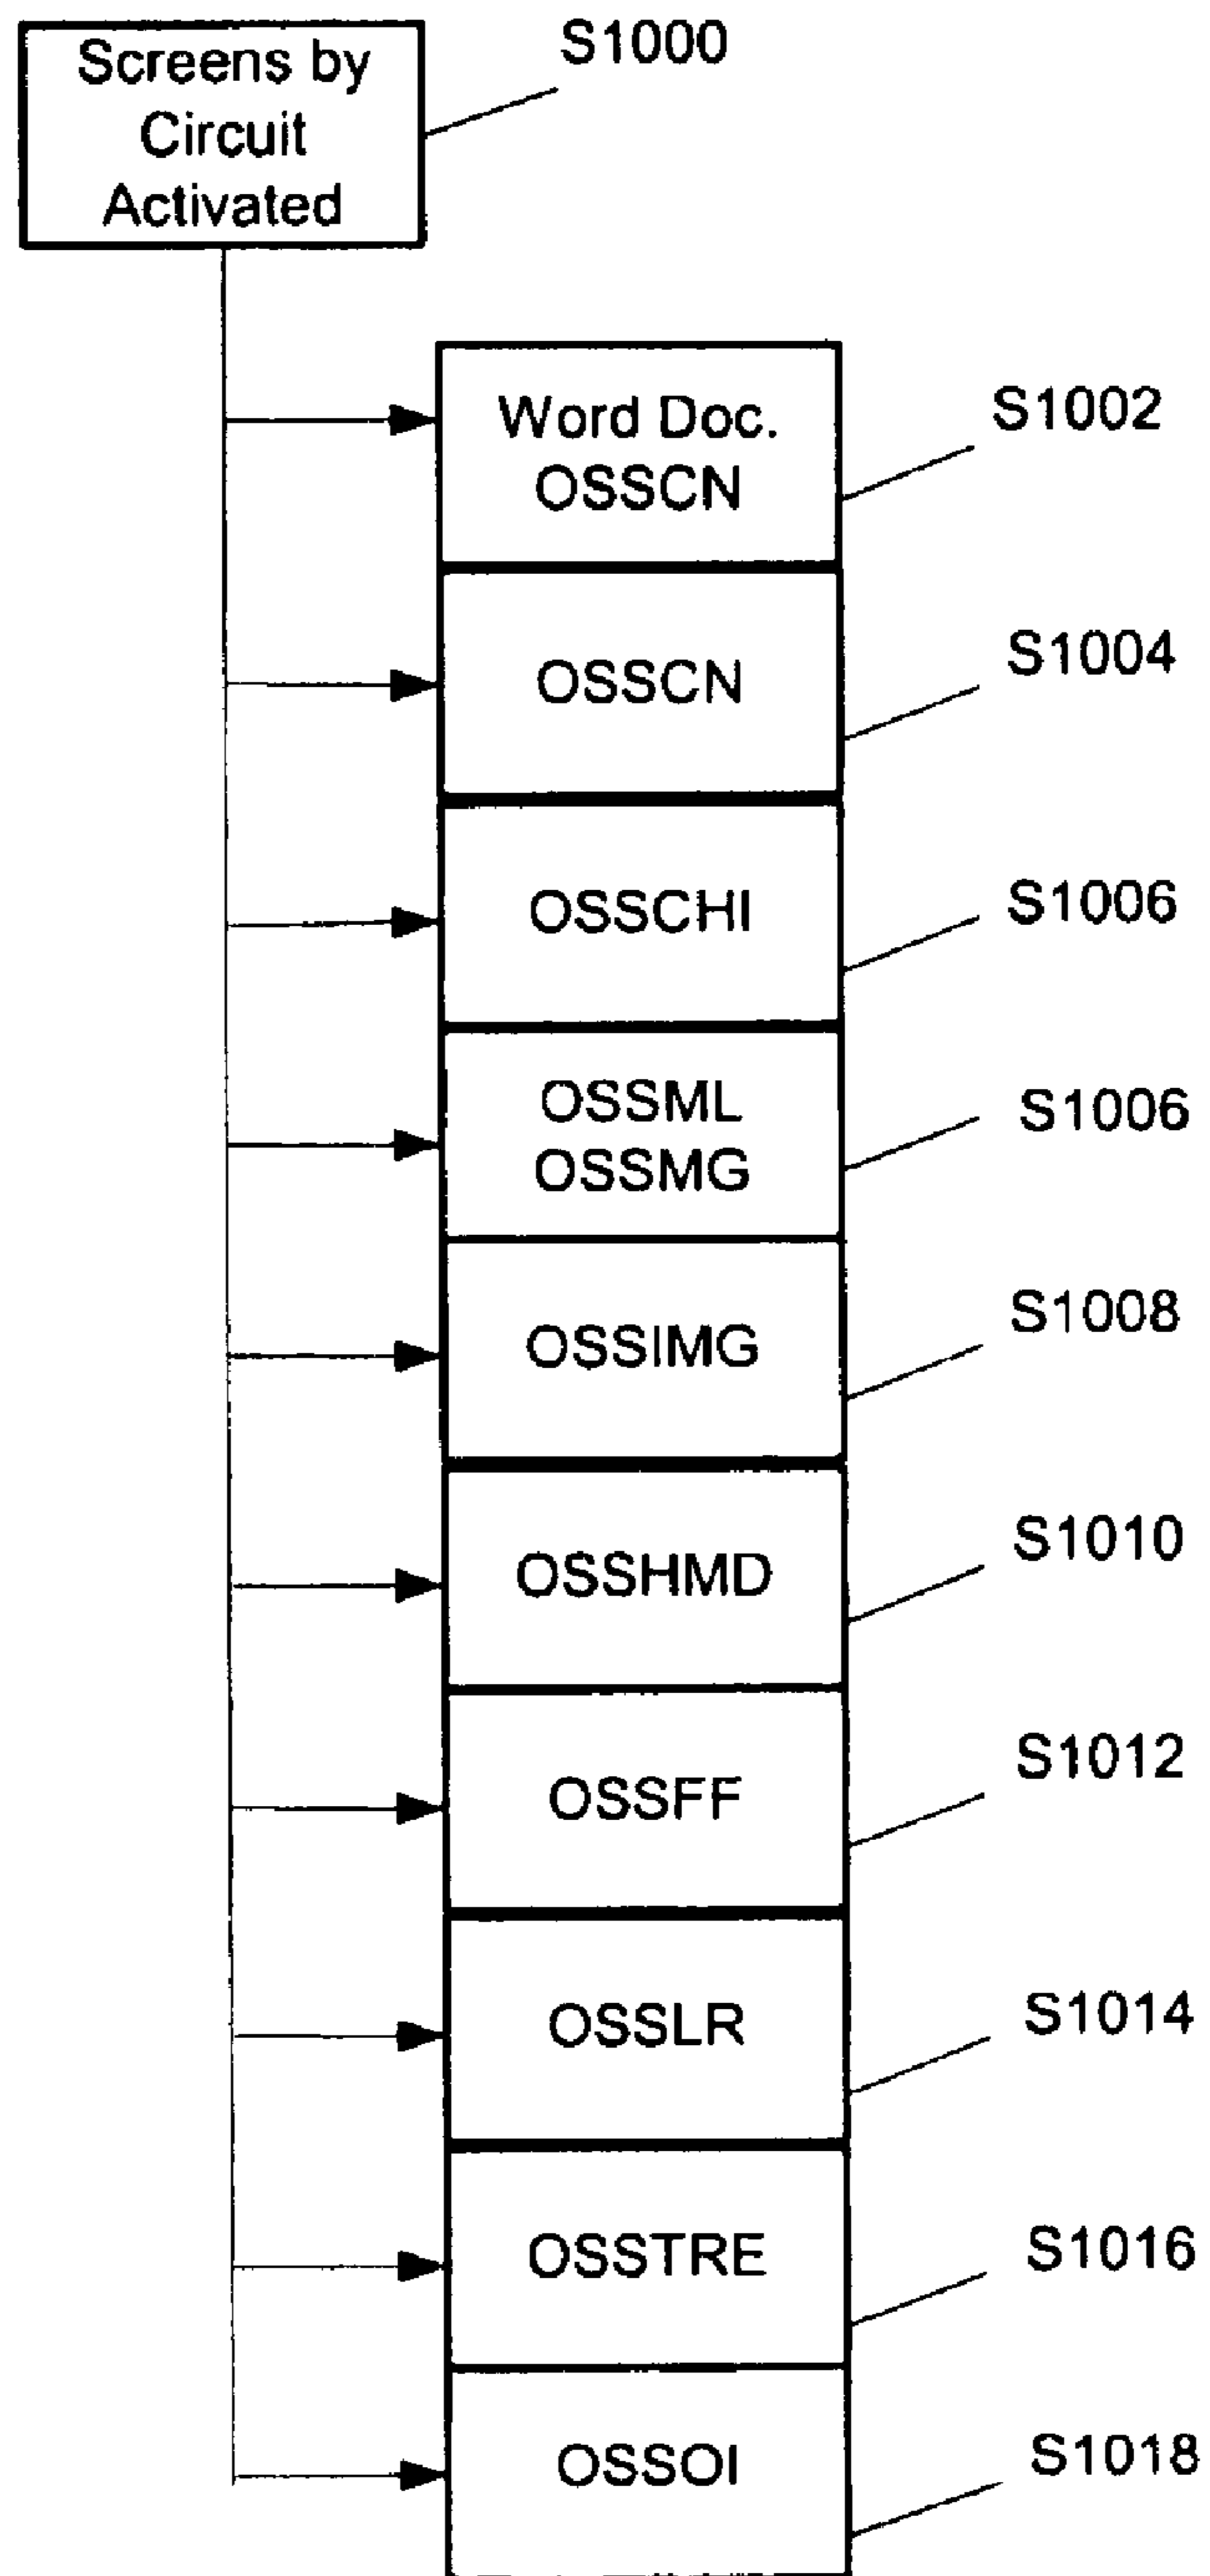 Screens by
Circuit
Activated
S1000
Word Doc.
OSSCN
S1002
OSSCN
S1004
OSSCHI
S1006
OSSML
OSSMG
S1006
OSSIMG
S1008
OSSHMD
S1010
OSSFF
S1012
OSSLR
S1014
OSSTRE
S1016
OSSOI
S1018